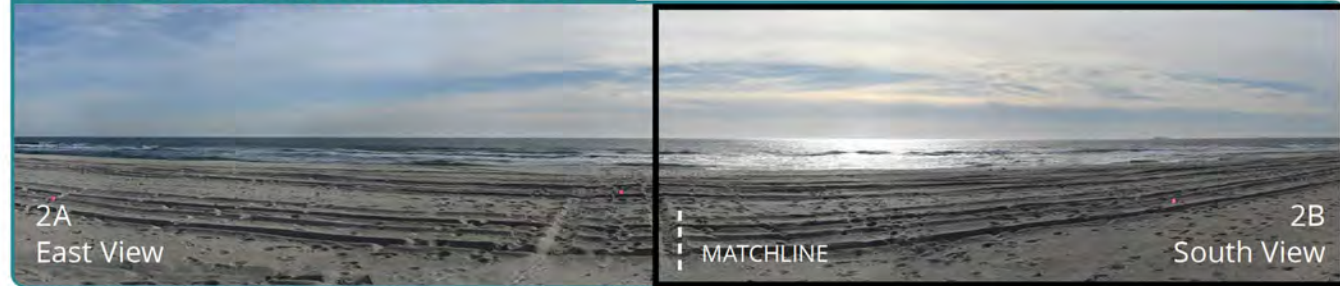 2A
East View
MATCHLINE
2B
South View